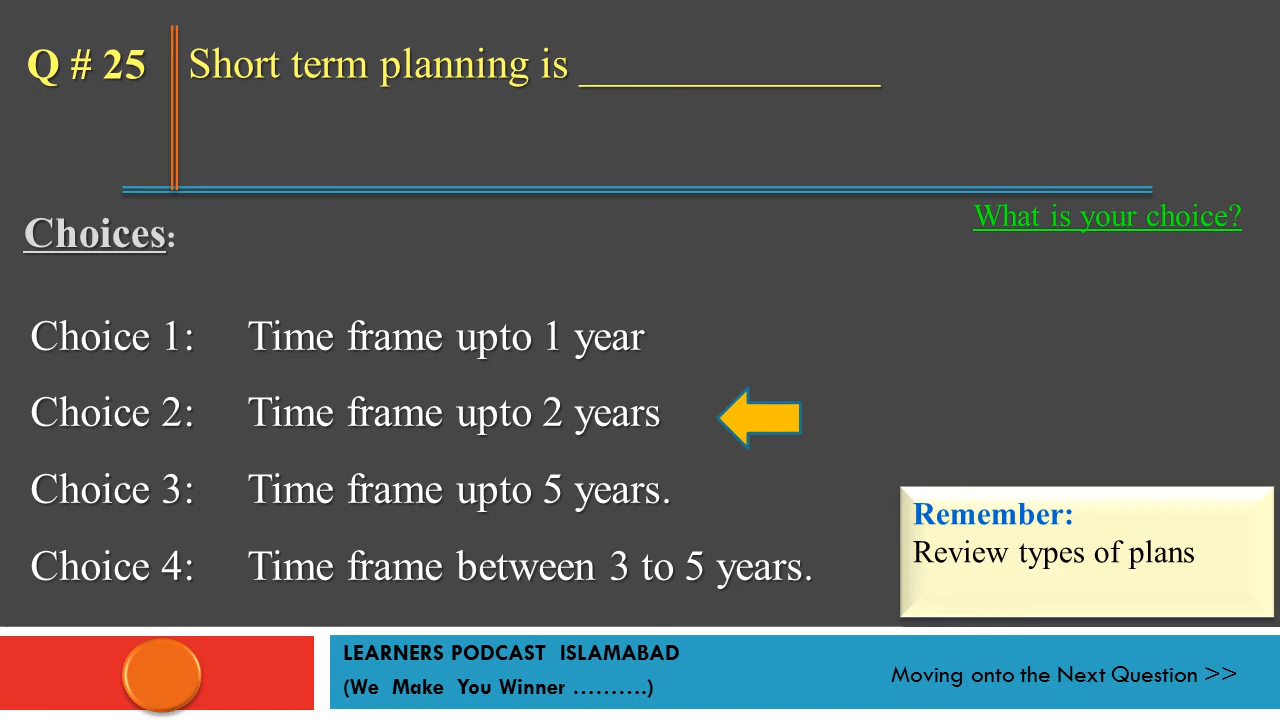 Q # 25
Short term planning is _______________
What is your choice?
Choices:
Choice 1: Time frame upto 1 year
Choice 2: Time frame upto 2 years
Choice 3: Time frame upto 5 years.
Choice 4: Time frame between 3 to 5 years.
Remember:
Review types of plans
LEARNERS PODCAST ISLAMABAD
(We Make You Winner ……….)
Moving onto the Next Question >>